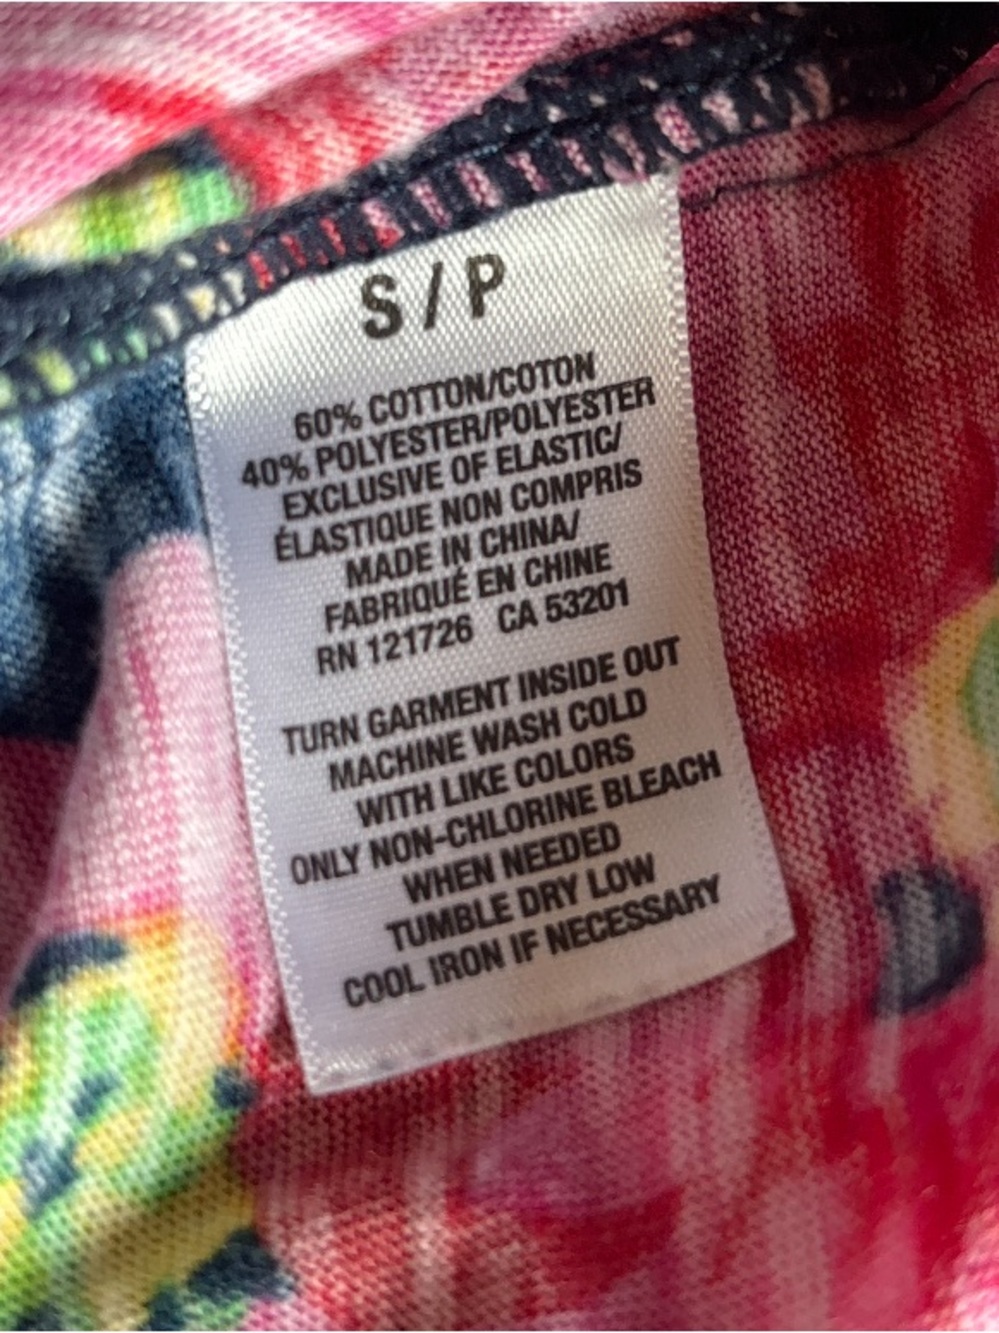 S / P
60% COTTON/COTON
40% POLYESTER/POLYESTER
EXCLUSIVE OF ELASTIC/
ÉLASTIQUE NON COMPRIS
MADE IN CHINA/
FABRIQUÉ EN CHINE
RN 121726 CA 53201
TURN GARMENT INSIDE OUT
MACHINE WASH COLD
WITH LIKE COLORS
ONLY NON-CHLORINE BLEACH
WHEN NEEDED
TUMBLE DRY LOW
COOL IRON IF NECESSARY